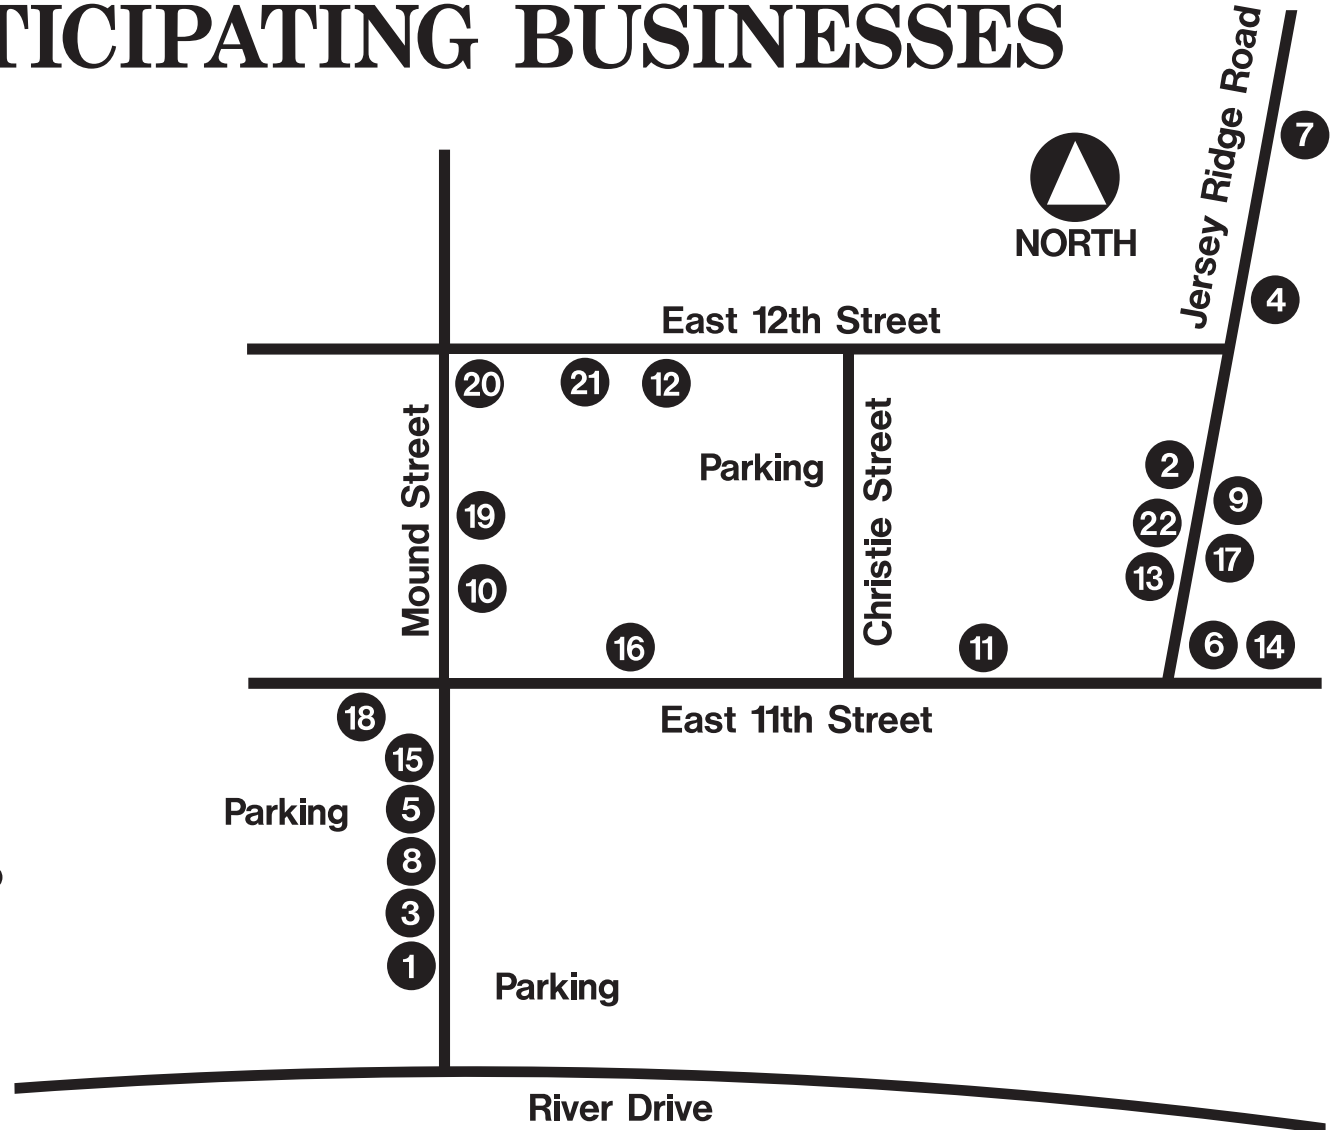 TICIPATING BUSINESSES
Jersey Ridge Road
7
NORTH
4
East 12th Street
20 21 12
Mound Street
Parking
Christie Street
2
9
19
22
17
10
13
16
11
6 14
18
East 11th Street
15
Parking
5
8
3
1
Parking
River Drive